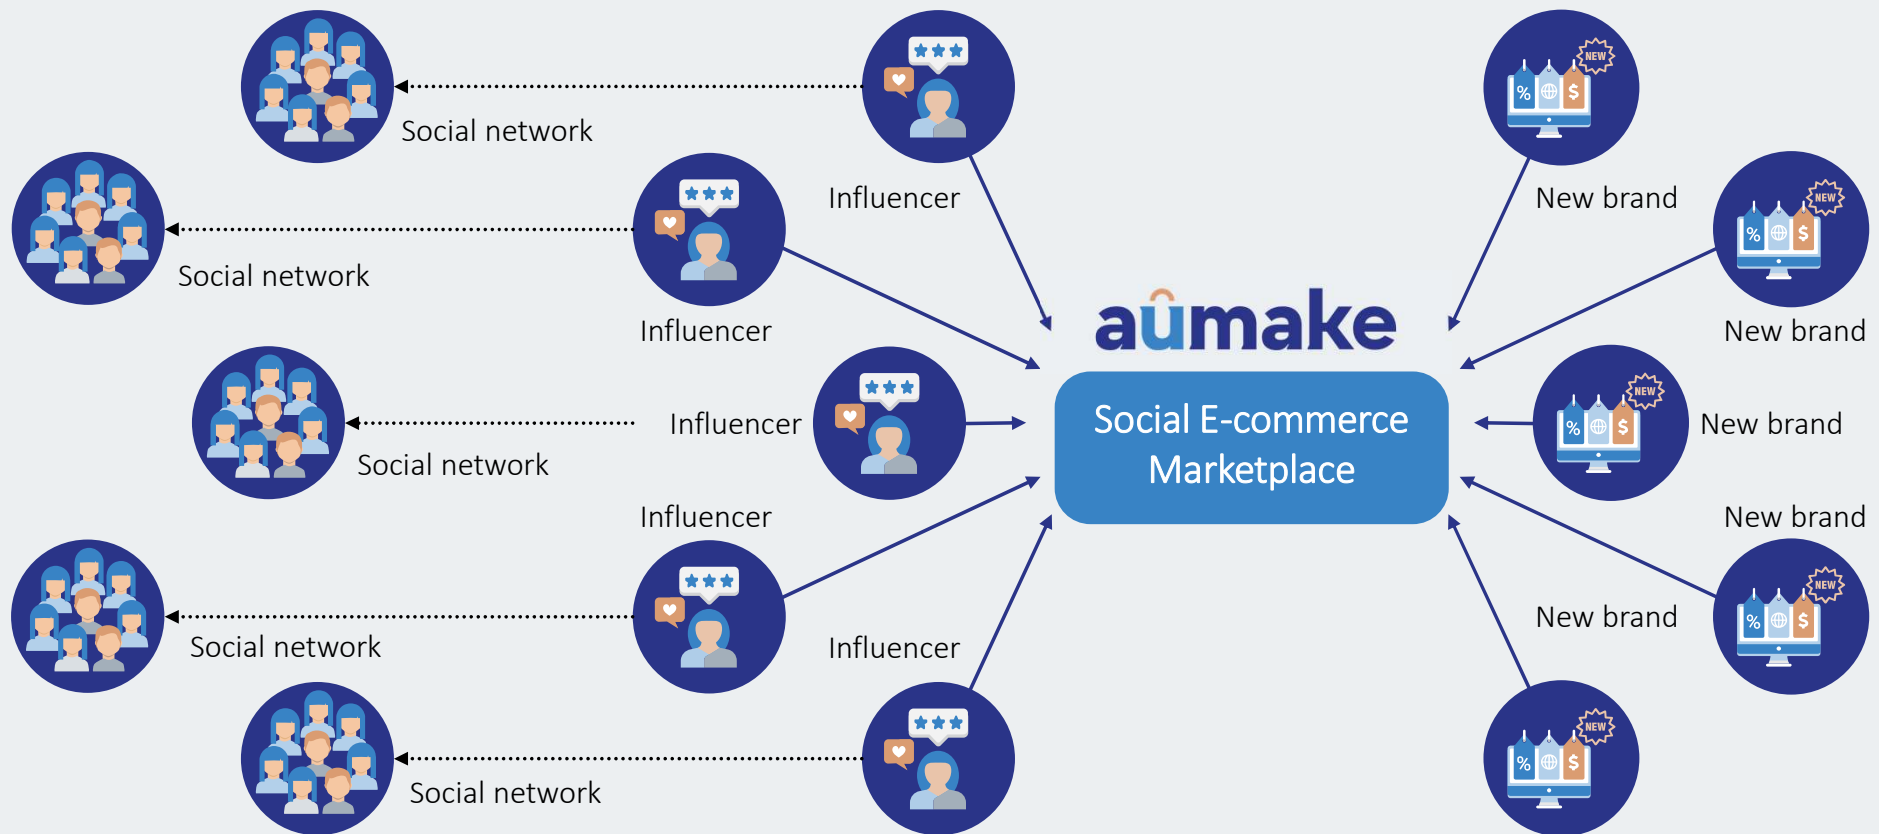 NEW
% $
Social network
Influencer
New brand
NEW
% $
Social network
Influencer
New brand
aumake
Social E-commerce
Marketplace
NEW
% $
Influencer
New brand
Social network
Influencer
New brand
NEW
% $
Social network
Influencer
New brand
NEW
% $
Social network